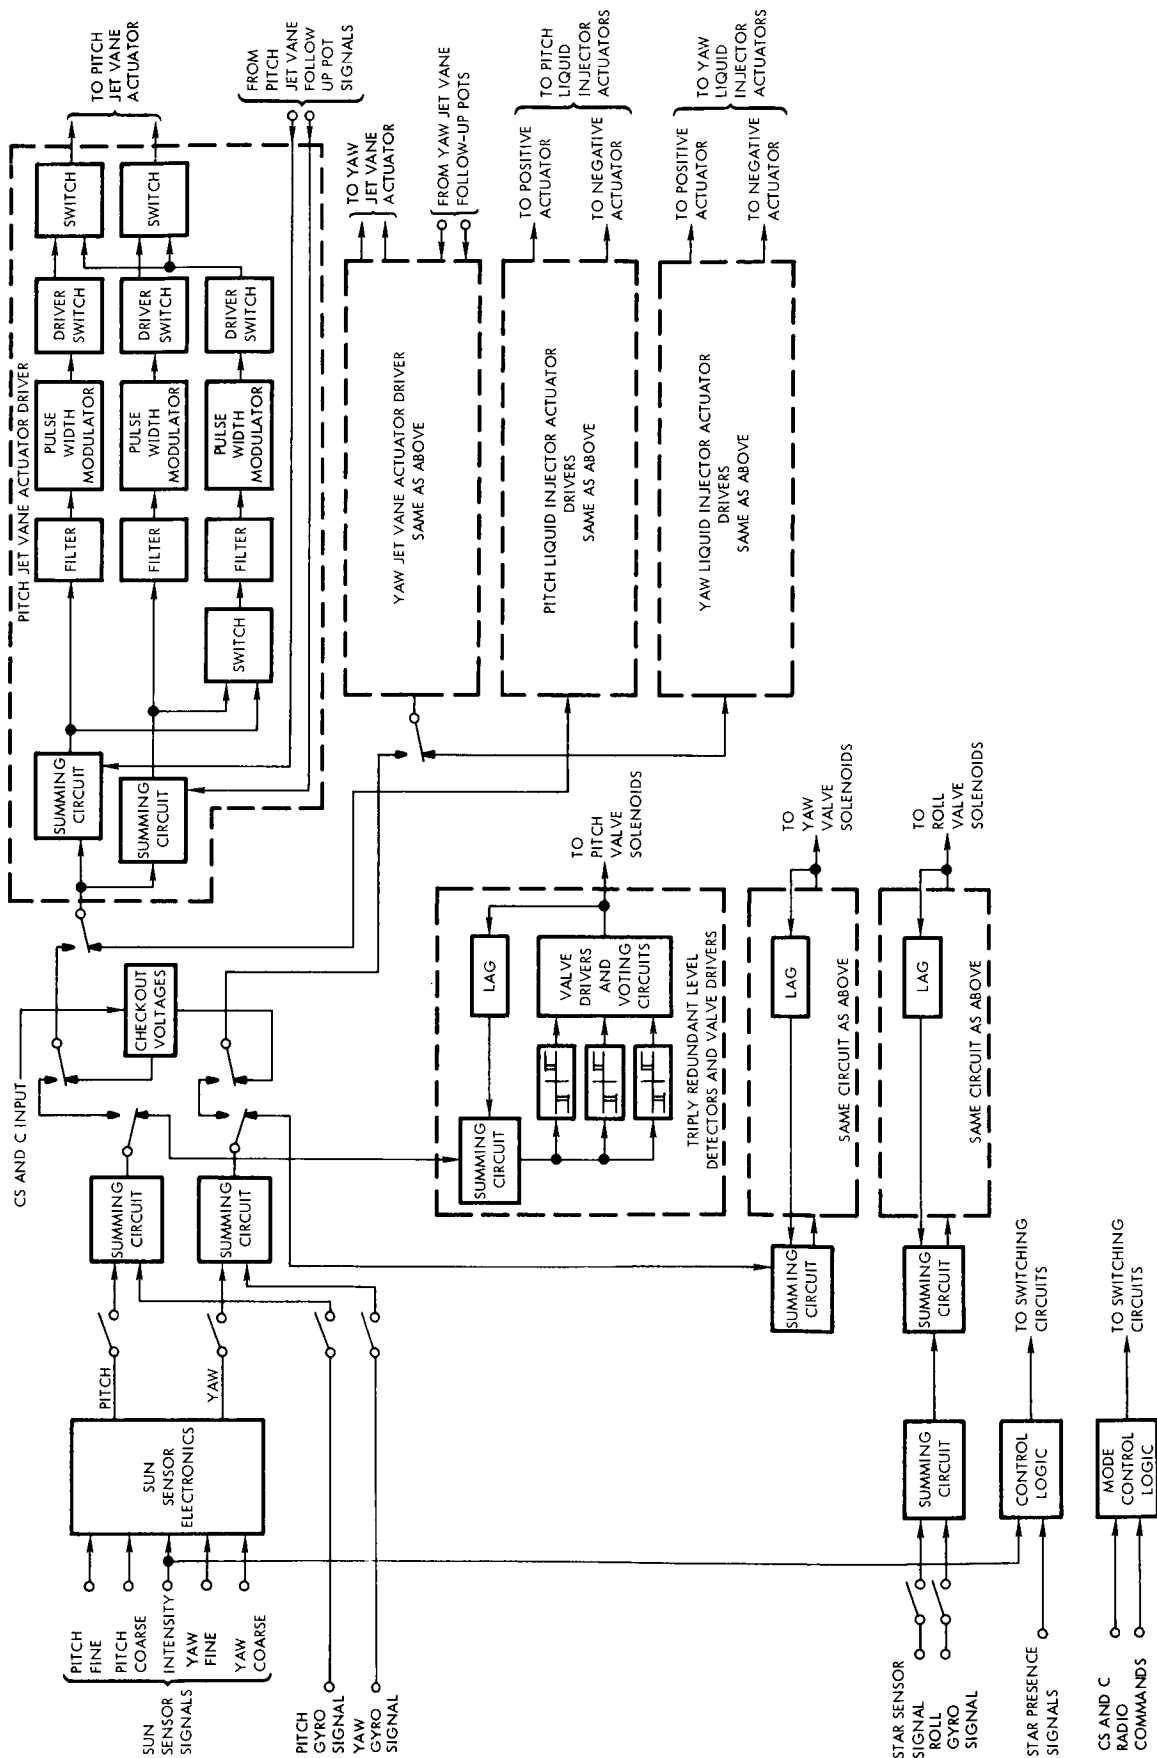 SUN
SENSOR
SIGNALS
PITCH
FINE
PITCH
COARSE
INTENSITY
YAW
FINE
YAW
COARSE
SUN
SENSOR
ELECTRONICS
PITCH
YAW
PITCH
GYRO
SIGNAL
YAW
GYRO
SIGNAL
SUMMING
CIRCUIT
SUMMING
CIRCUIT
CS AND C INPUT
CHECKOUT
VOLTAGES
PITCH JET VANE ACTUATOR DRIVER
SUMMING
CIRCUIT
SUMMING
CIRCUIT
SWITCH
FILTER
FILTER
FILTER
PULSE
WIDTH
MODULATOR
PULSE
WIDTH
MODULATOR
PULSE
WIDTH
MODULATOR
DRIVER
SWITCH
DRIVER
SWITCH
DRIVER
SWITCH
SWITCH
SWITCH
TO PITCH
JET VANE
ACTUATOR
FROM
PITCH
JET VANE
FOLLOW
UP POT
SIGNALS
YAW JET VANE ACTUATOR DRIVER
SAME AS ABOVE
TO YAW
JET VANE
ACTUATOR
FROM YAW JET VANE
FOLLOW-UP POTS
PITCH LIQUID INJECTOR ACTUATOR
DRIVERS
SAME AS ABOVE
TO POSITIVE
ACTUATOR
TO NEGATIVE
ACTUATOR
TO PITCH
LIQUID
INJECTOR
ACTUATORS
YAW LIQUID INJECTOR ACTUATOR
DRIVERS
SAME AS ABOVE
TO POSITIVE
ACTUATOR
TO NEGATIVE
ACTUATOR
TO YAW
LIQUID
INJECTOR
ACTUATORS
SUMMING
CIRCUIT
LAG
VALVE
DRIVERS
AND
VOTING
CIRCUITS
TO
PITCH
VALVE
SOLENOIDS
TRIPLY REDUNDANT LEVEL
DETECTORS AND VALVE DRIVERS
SUMMING
CIRCUIT
LAG
SAME CIRCUIT AS ABOVE
TO
YAW
VALVE
SOLENOIDS
STAR SENSOR
SIGNAL
ROLL
GYRO
SIGNAL
SUMMING
CIRCUIT
SUMMING
CIRCUIT
LAG
SAME CIRCUIT AS ABOVE
TO
ROLL
VALVE
SOLENOIDS
STAR PRESENCE
SIGNALS
CONTROL
LOGIC
TO SWITCHING
CIRCUITS
CS AND C
RADIO
COMMANDS
MODE
CONTROL
LOGIC
TO SWITCHING
CIRCUITS